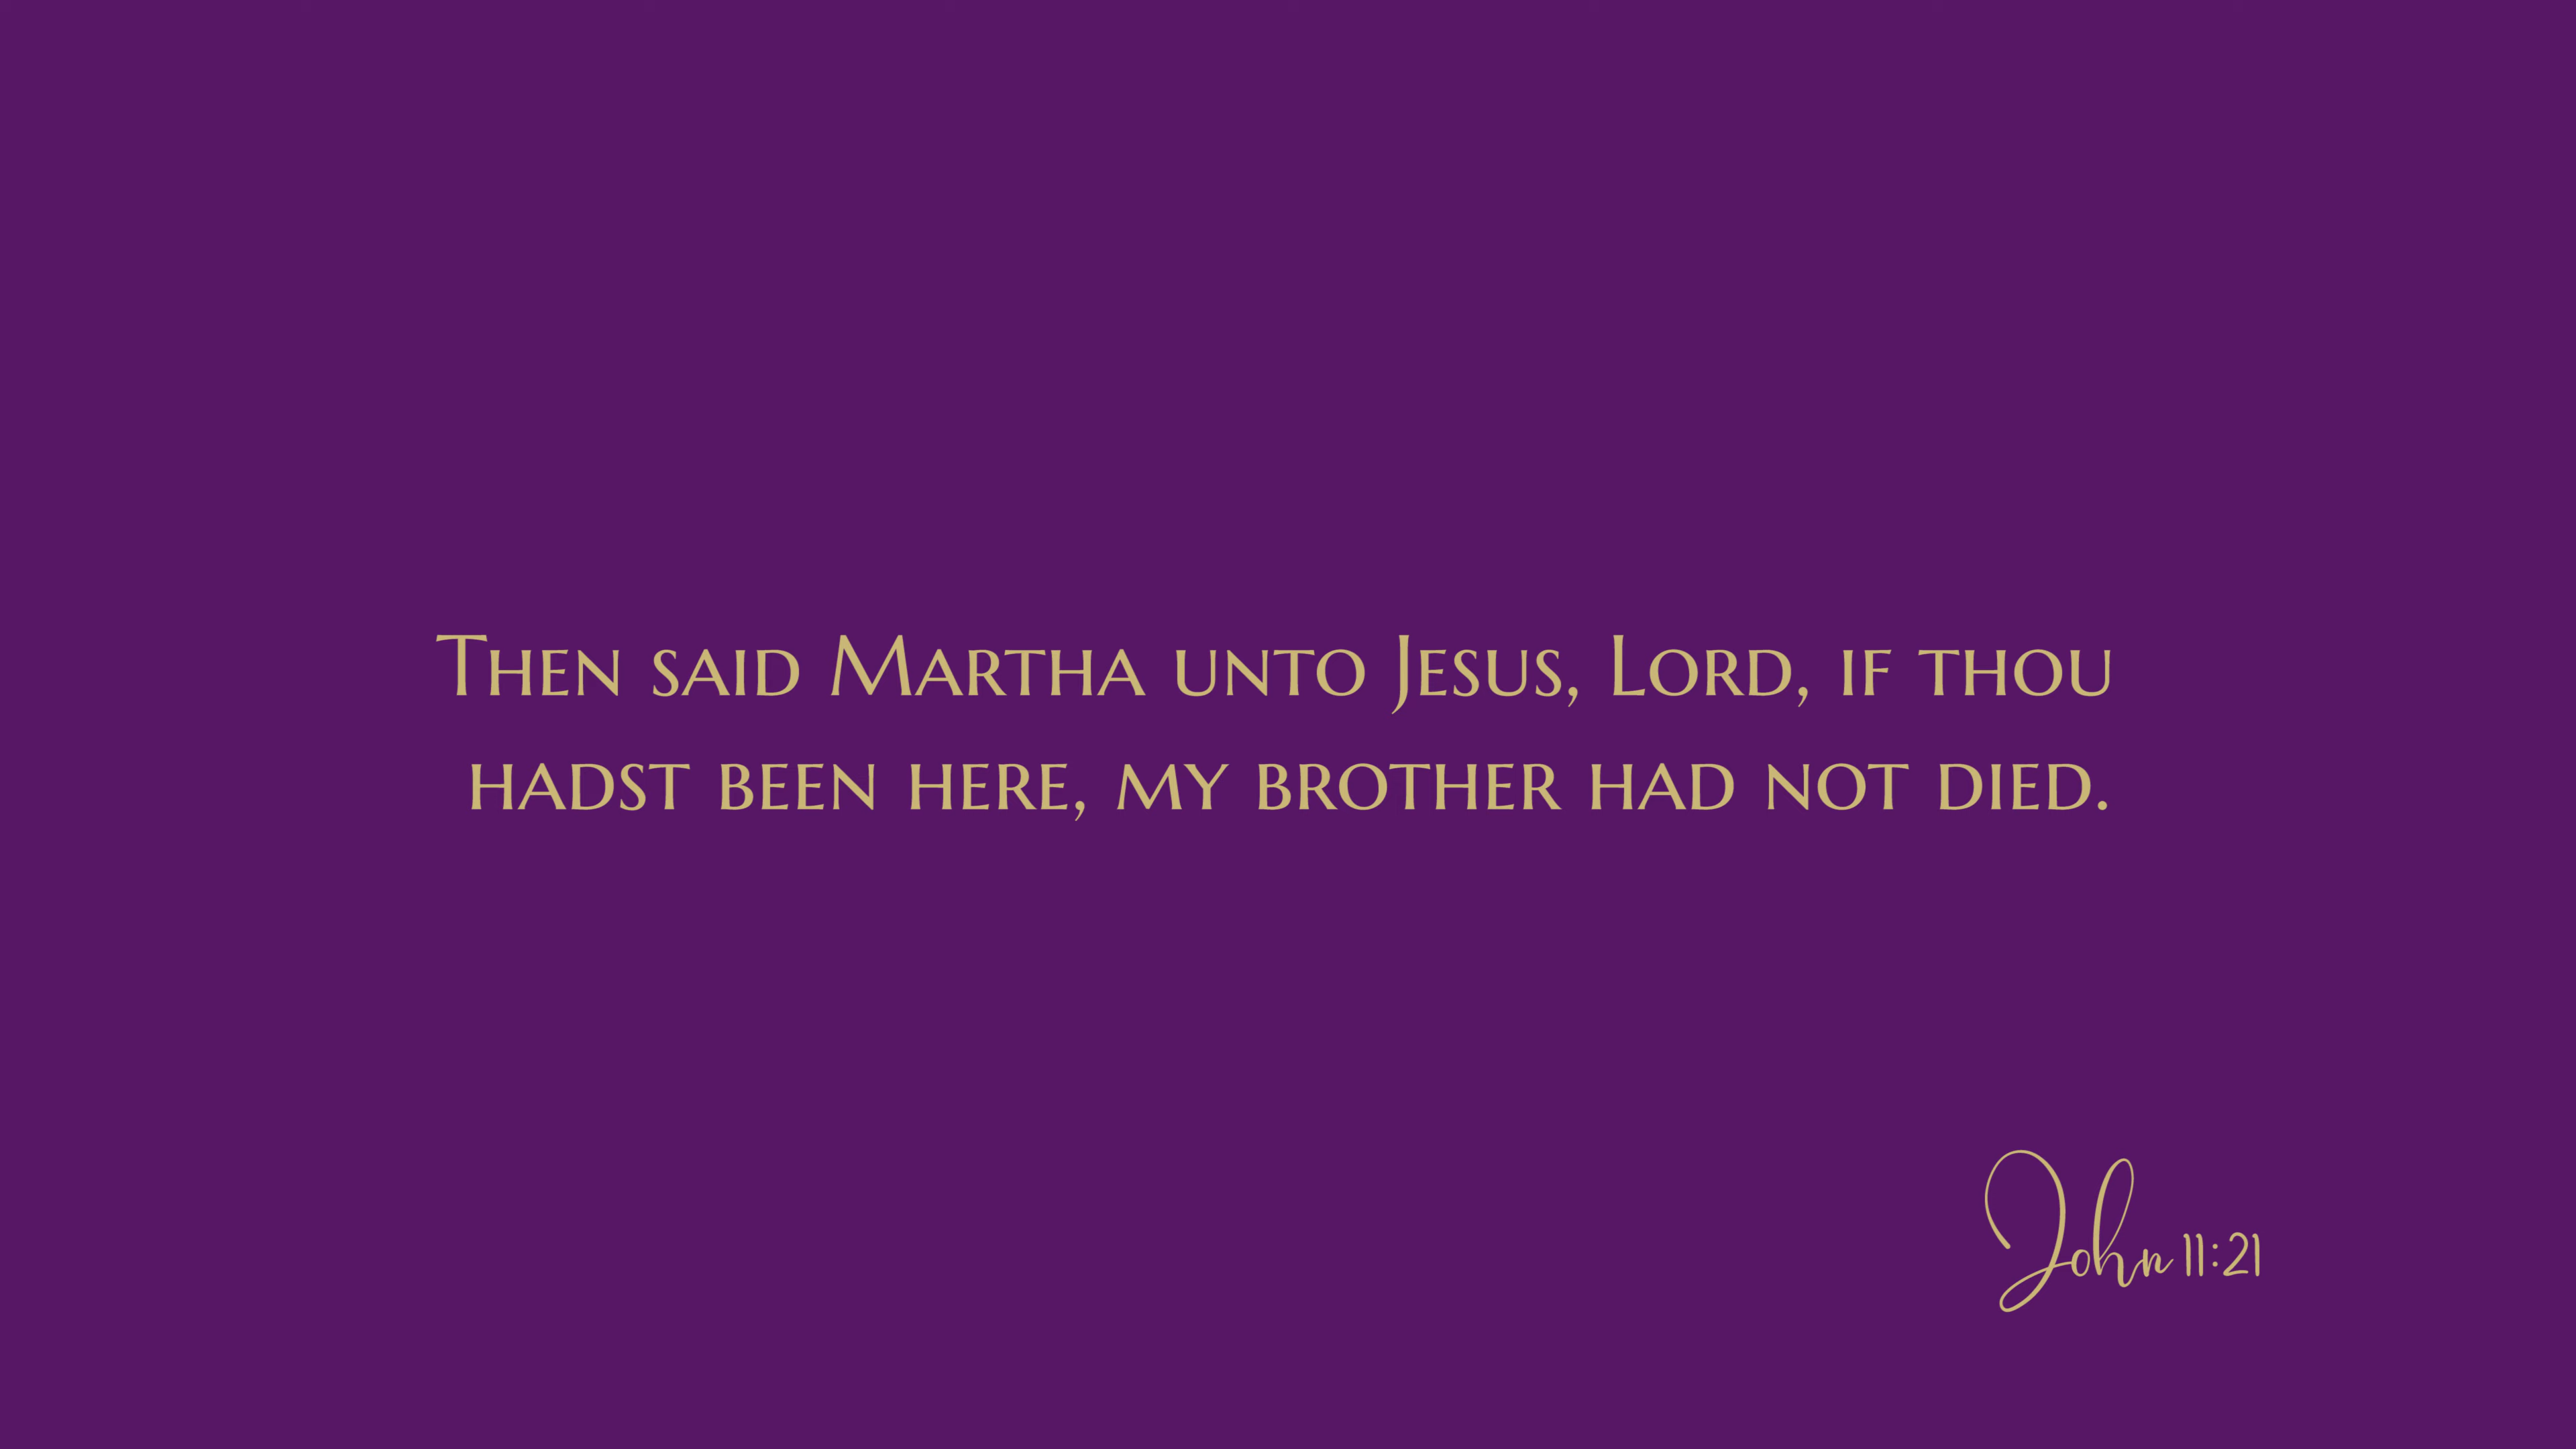 Then said Martha unto Jesus, Lord, if thou
hadst been here, my brother had not died.
John 11:21